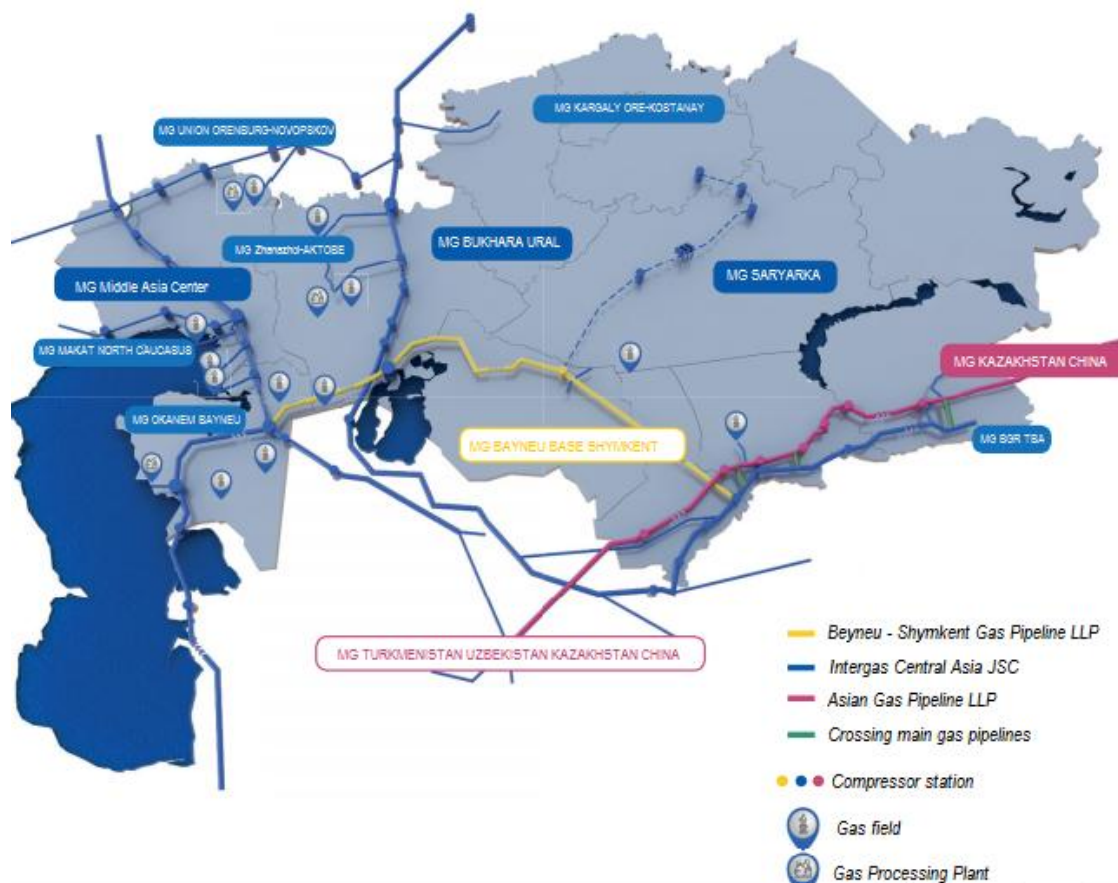 MG KARGALY ORE-KOSTANAY
MG UNION ORENBURG-NOVOPSKOV
MG Zhanazhol-AKTOBE
MG BUKHARA URAL
MG SARYARKA
MG Middle Asia Center
MG MAKAT NORTH CAUCABUS
MG KAZAKHSTAN CHINA
MG OKANEM BAYNEU
MG BAYNEU BASE SHYMKENT
MG BGR TBA
MG TURKMENISTAN UZBEKISTAN KAZAKHSTAN CHINA
Beyneu - Shymkent Gas Pipeline LLP
Intergas Central Asia JSC
Asian Gas Pipeline LLP
Crossing main gas pipelines
Compressor station
Gas field
Gas Processing Plant